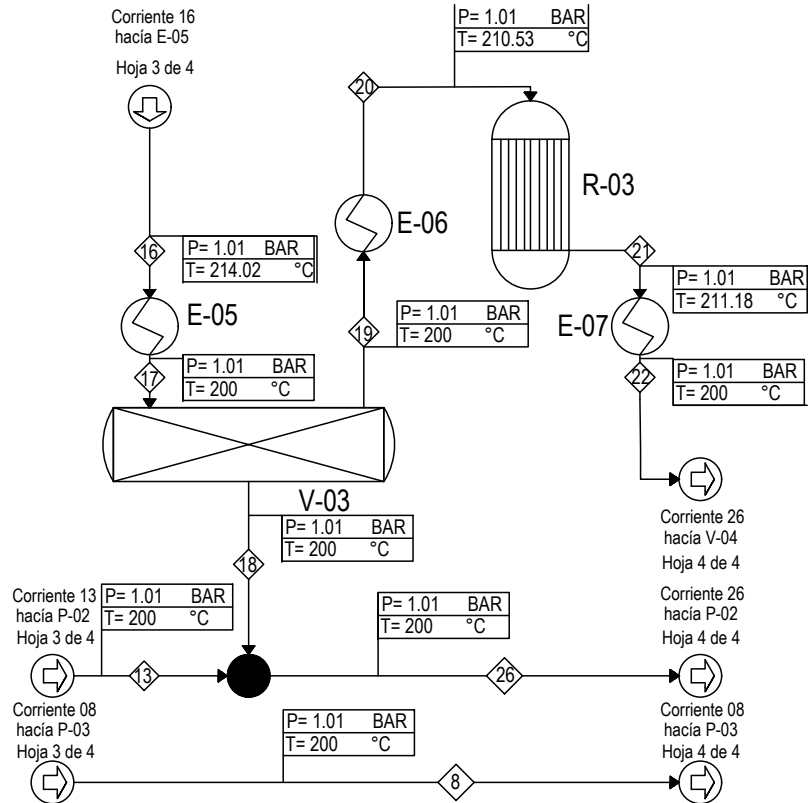 Corriente 16
hacía E-05
Hoja 3 de 4
P= 1.01 BAR
T= 210.53 °C
20
R-03
E-06
16
P= 1.01 BAR
T= 214.02 °C
21
P= 1.01 BAR
T= 211.18 °C
E-05
19
P= 1.01 BAR
T= 200 °C
E-07
17
P= 1.01 BAR
T= 200 °C
22
P= 1.01 BAR
T= 200 °C
V-03
P= 1.01 BAR
T= 200 °C
18
Corriente 26
hacía V-04
Hoja 4 de 4
Corriente 13
hacía P-02
Hoja 3 de 4
P= 1.01 BAR
T= 200 °C
13
P= 1.01 BAR
T= 200 °C
26
Corriente 26
hacía P-02
Hoja 4 de 4
Corriente 08
hacía P-03
Hoja 3 de 4
P= 1.01 BAR
T= 200 °C
8
Corriente 08
hacía P-03
Hoja 4 de 4